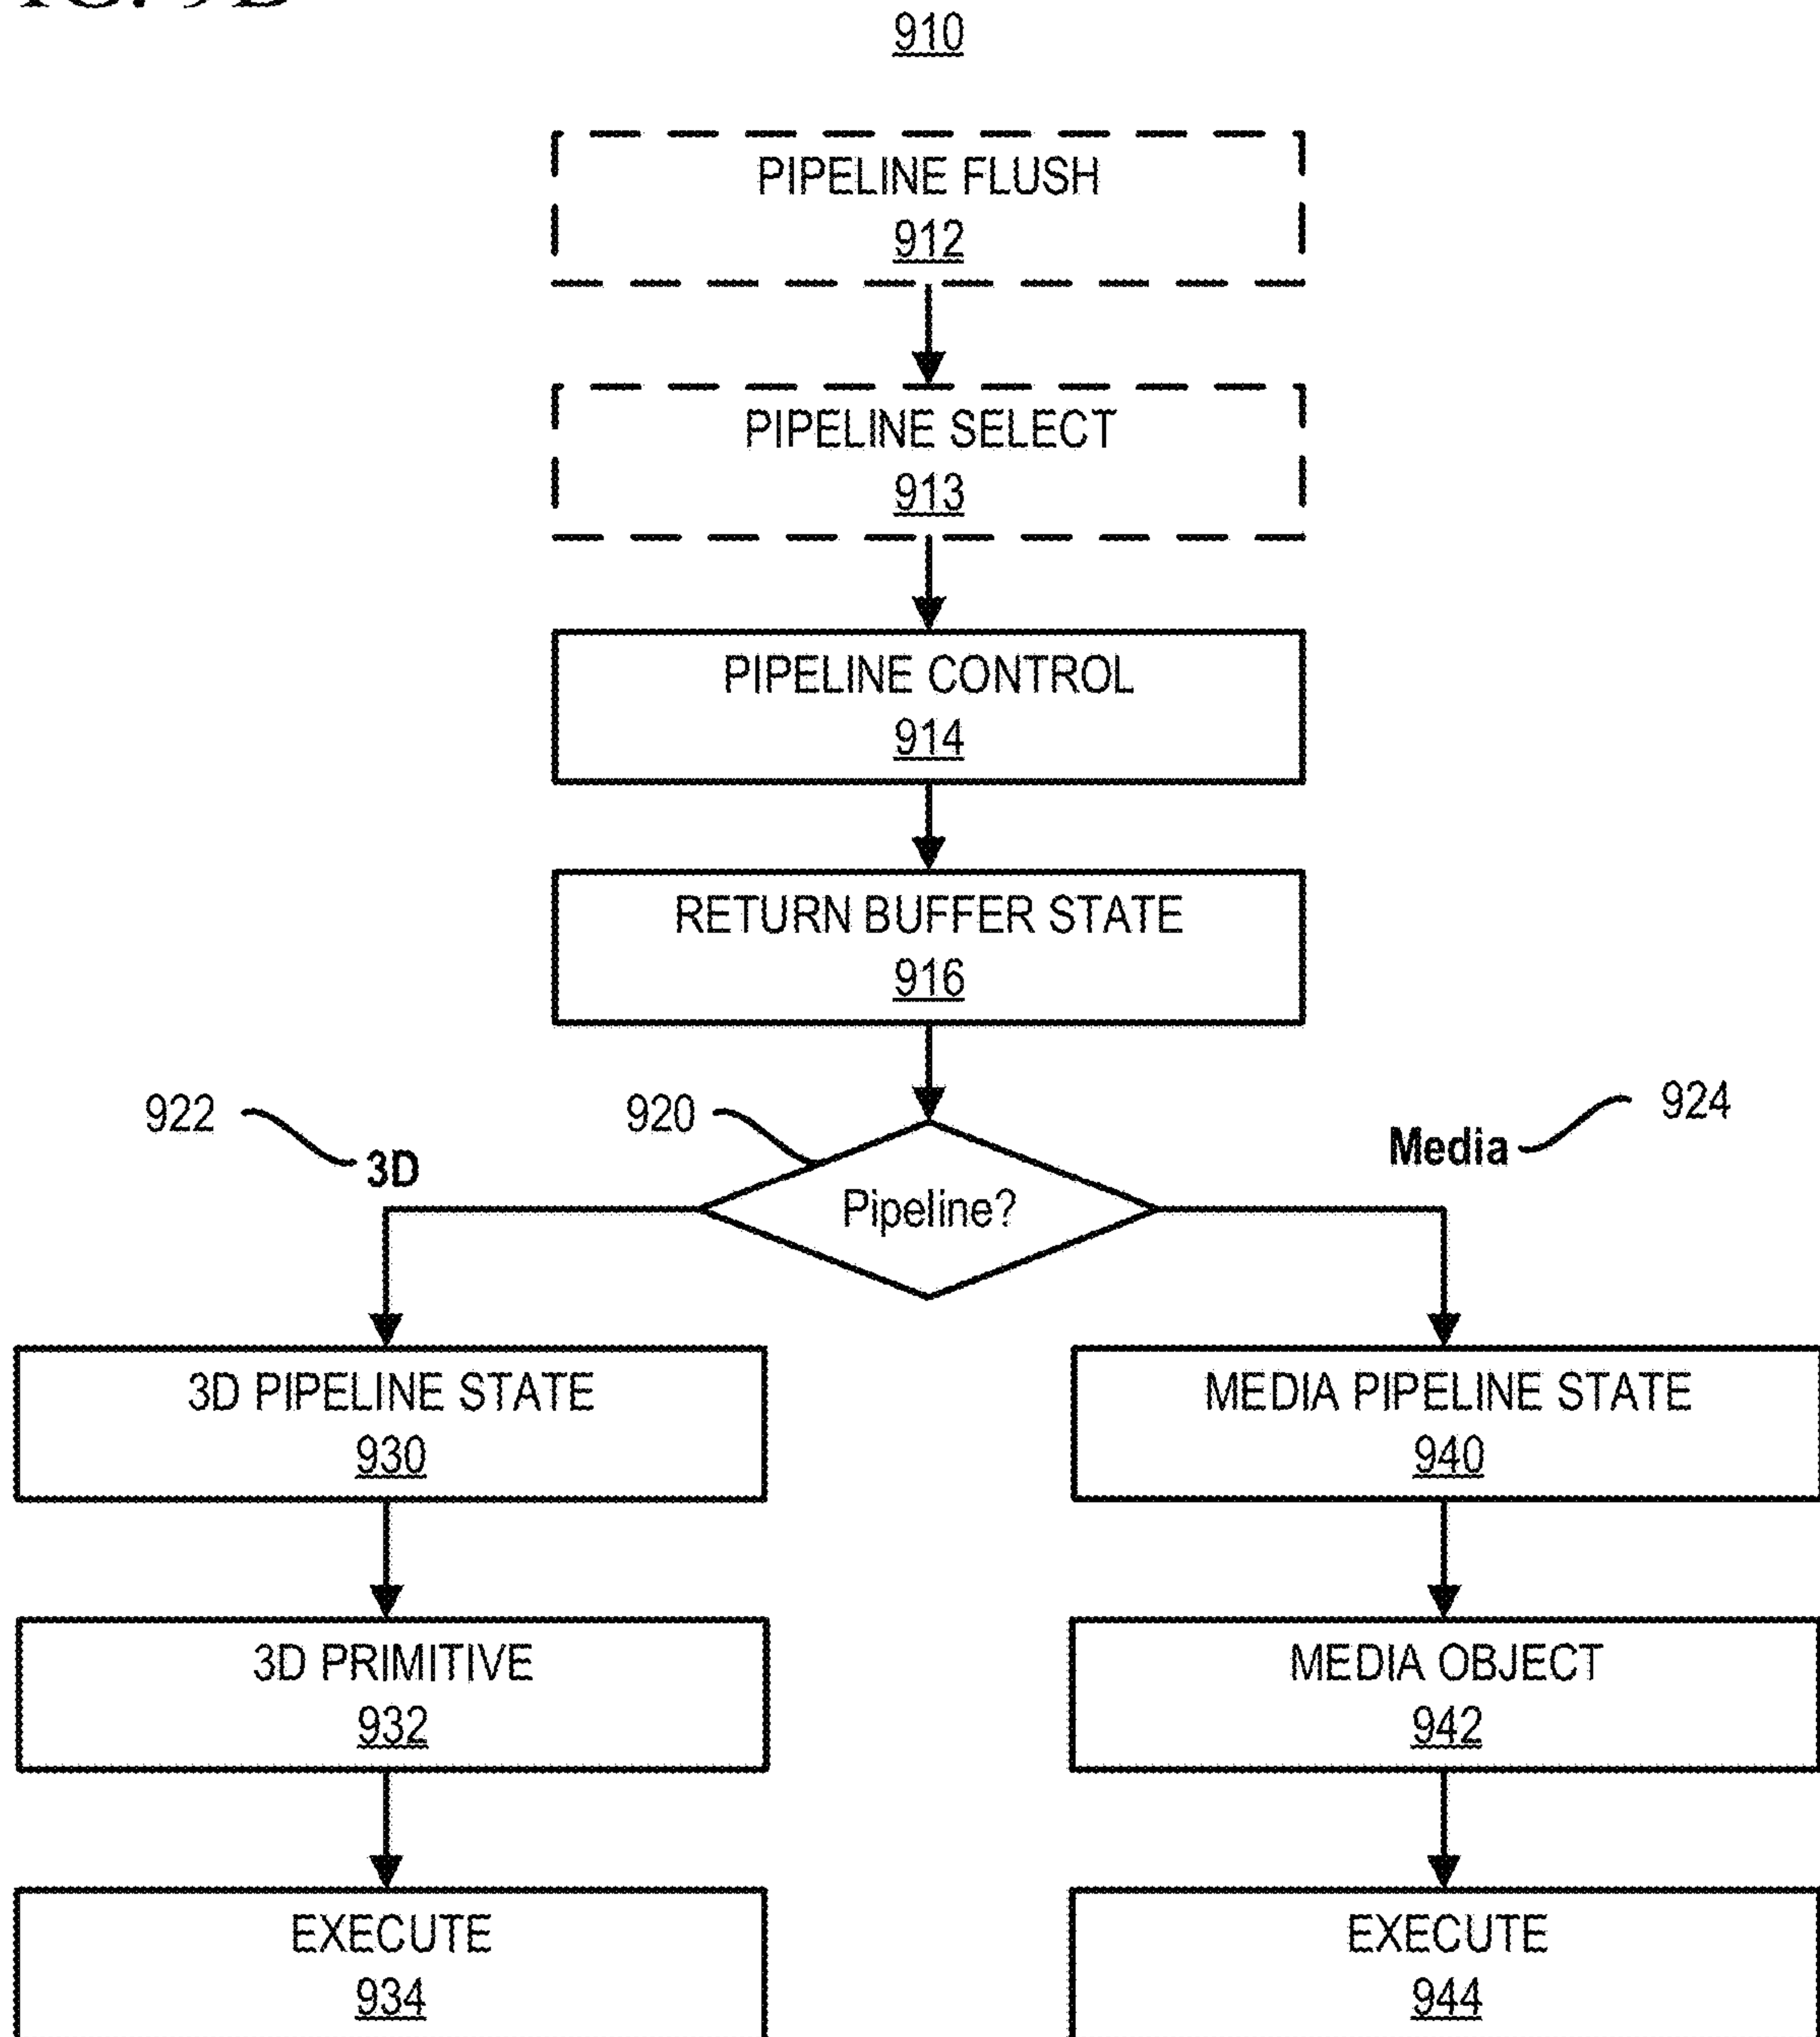 910
PIPELINE FLUSH
912
PIPELINE SELECT
913
PIPELINE CONTROL
914
RETURN BUFFER STATE
916
922
920
924
3D
Media
Pipeline?
3D PIPELINE STATE
930
MEDIA PIPELINE STATE
940
3D PRIMITIVE
932
MEDIA OBJECT
942
EXECUTE
934
EXECUTE
944